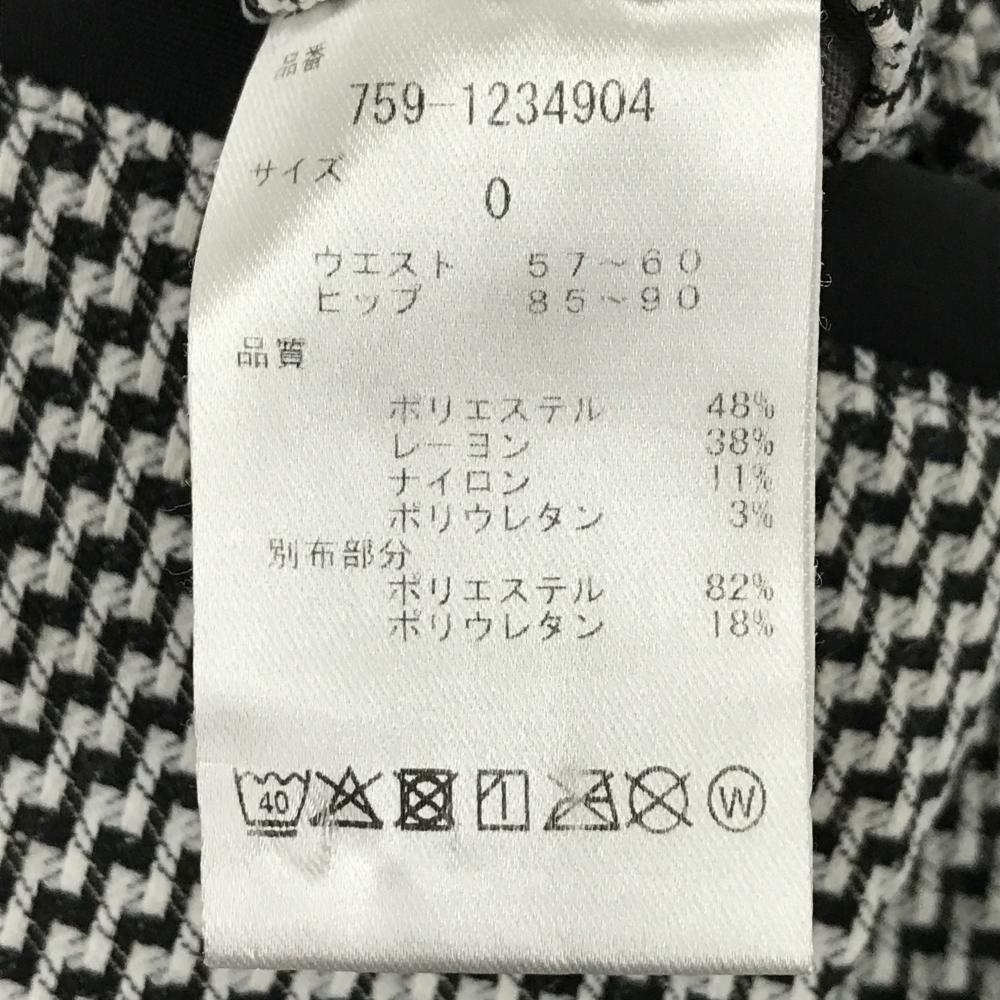 品番
759-1234904
サイズ
0
ウエスト ５７～６０
ヒップ ８５～９０
品質
ポリエステル 48%
レーヨン 38%
ナイロン 11%
ポリウレタン 3%
別布部分
ポリエステル 82%
ポリウレタン 18%
40 W